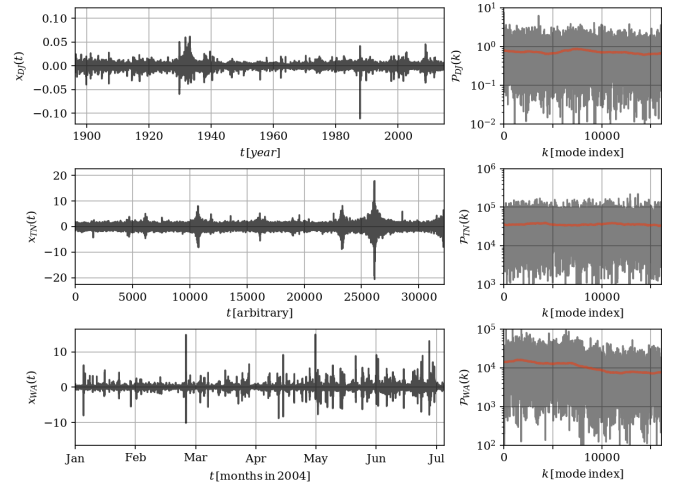 0.10
0.05
0.00
−0.05
−0.10
x_DJ(t)
1900 1920 1940 1960 1980 2000
t [year]
10^1
10^0
10^−1
10^−2
P_DJ(k)
0 10000
k [mode index]
20
10
0
−10
−20
x_TN(t)
0 5000 10000 15000 20000 25000 30000
t [arbitrary]
10^6
10^5
10^4
10^3
P_TN(k)
0 10000
k [mode index]
10
0
−10
x_WA(t)
Jan Feb Mar Apr May Jun Jul
t [months in 2004]
10^5
10^4
10^3
10^2
P_WA(k)
0 10000
k [mode index]